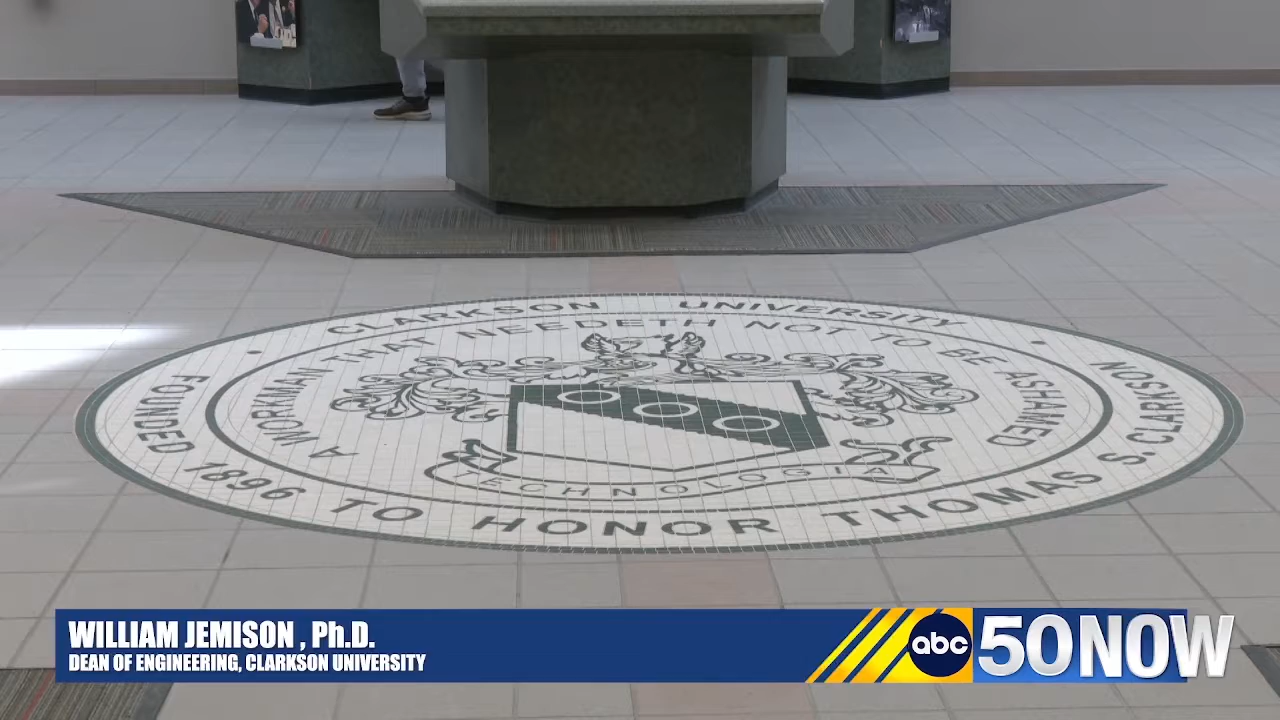 CLARKSON UNIVERSITY
A WORKMAN THAT NEEDETH NOT TO BE ASHAMED
TECHNOLOGIA
FOUNDED 1896 TO HONOR THOMAS S. CLARKSON
WILLIAM JEMISON , Ph.D.
DEAN OF ENGINEERING, CLARKSON UNIVERSITY
abc 50NOW